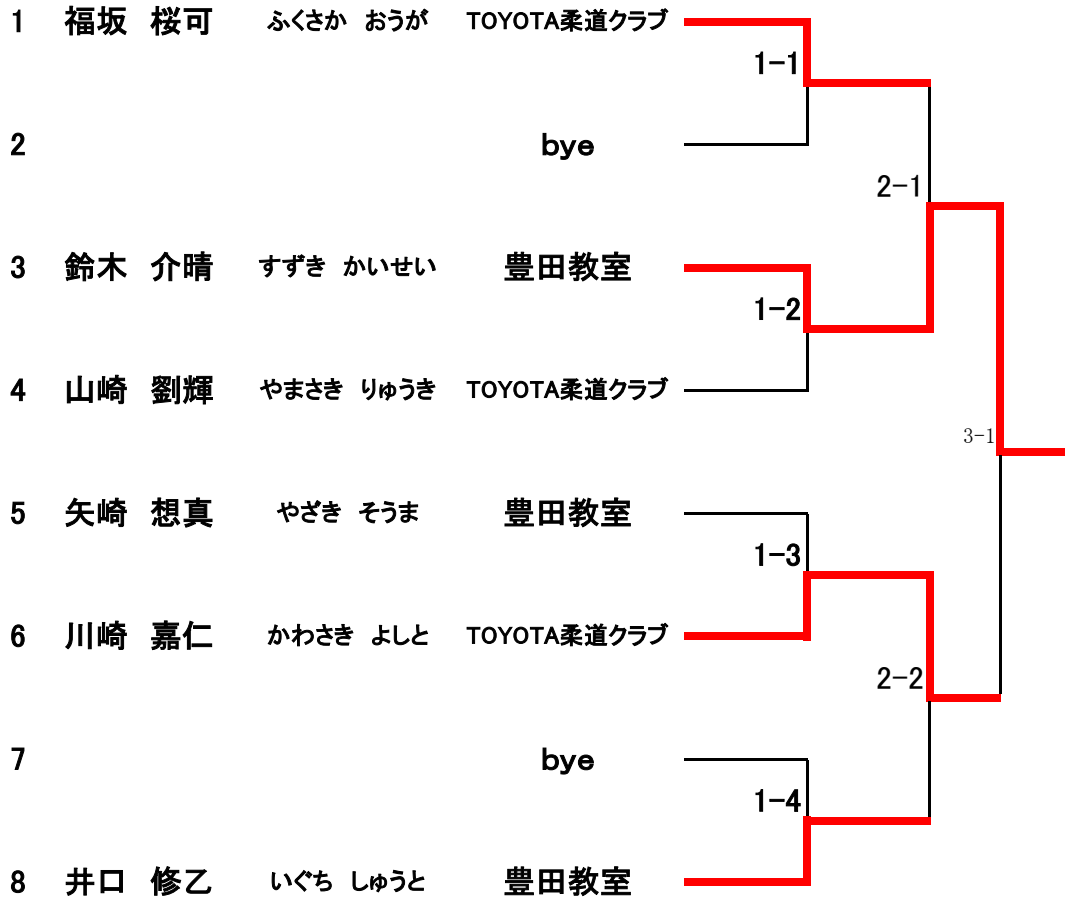 1 福坂 桜可 ふくさか おうが TOYOTA柔道クラブ
1-1
2 bye
2-1
3 鈴木 介晴 すずき かいせい 豊田教室
1-2
4 山崎 劉輝 やまさき りゅうき TOYOTA柔道クラブ
3-1
5 矢崎 想真 やざき そうま 豊田教室
1-3
6 川崎 嘉仁 かわさき よしと TOYOTA柔道クラブ
2-2
7 bye
1-4
8 井口 修乙 いぐち しゅうと 豊田教室